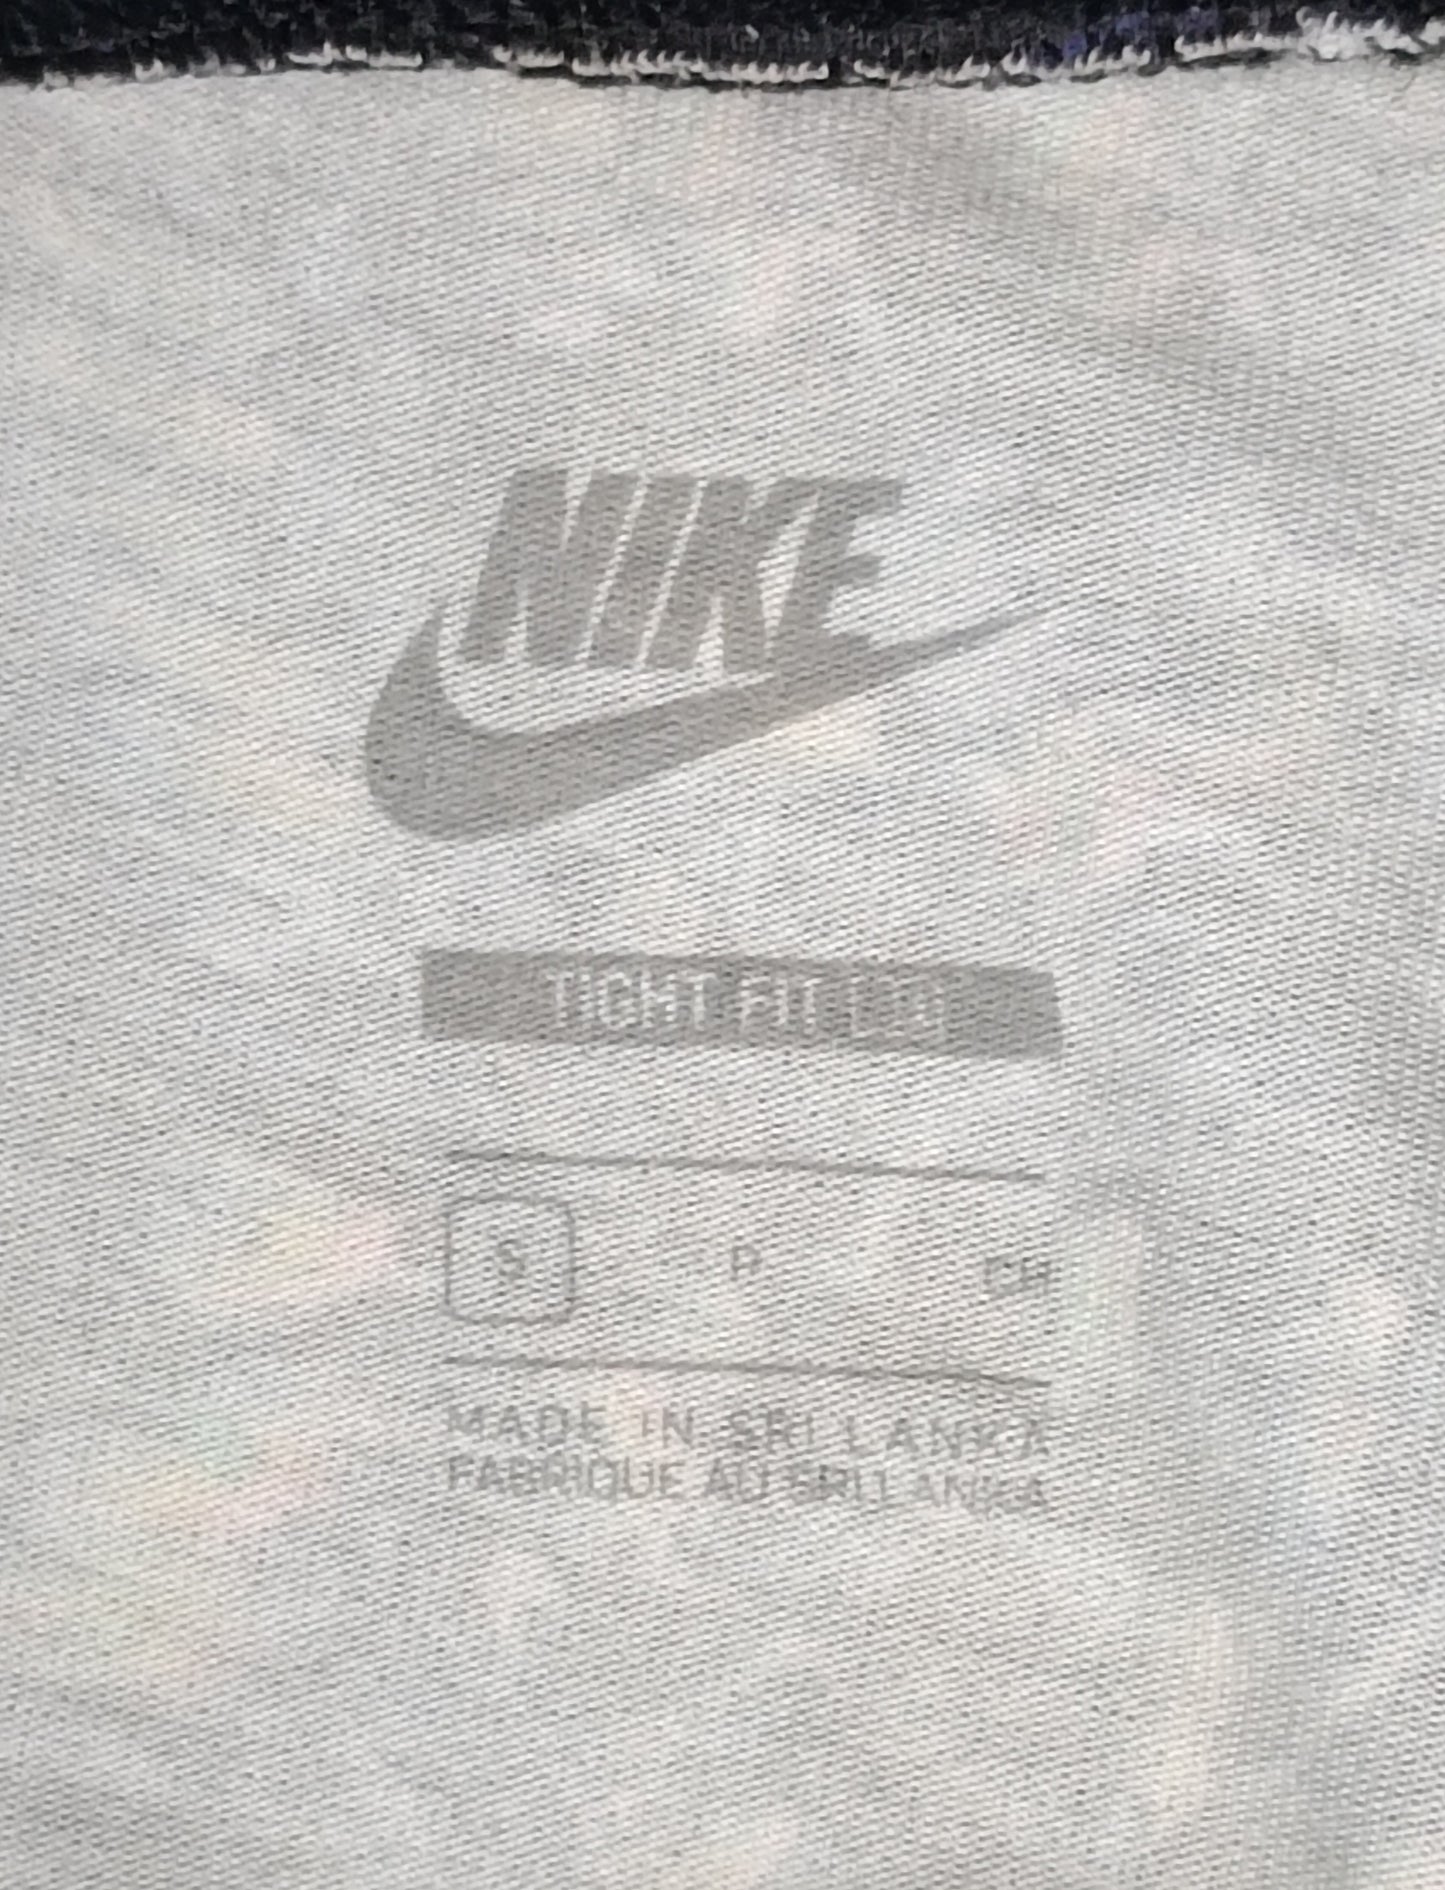 NIKE
TIGHT FIT
S P CH
MADE IN SRI LANKA
FABRIQUE AU SRI LANKA